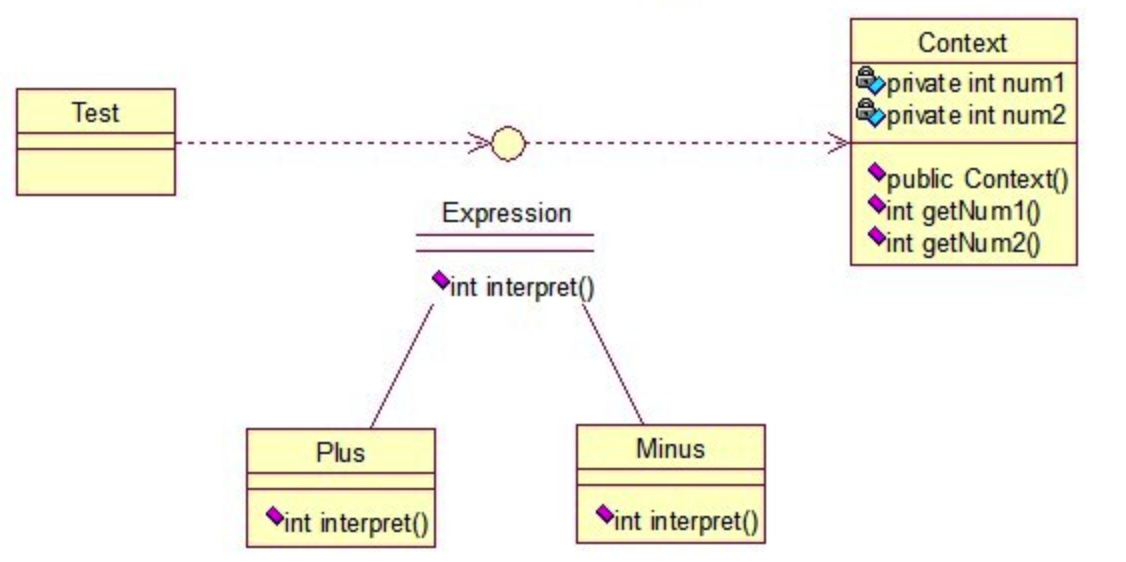 Context
private int num1
private int num2
public Context()
int getNum1()
int getNum2()
Test
Expression
int interpret()
Plus
int interpret()
Minus
int interpret()